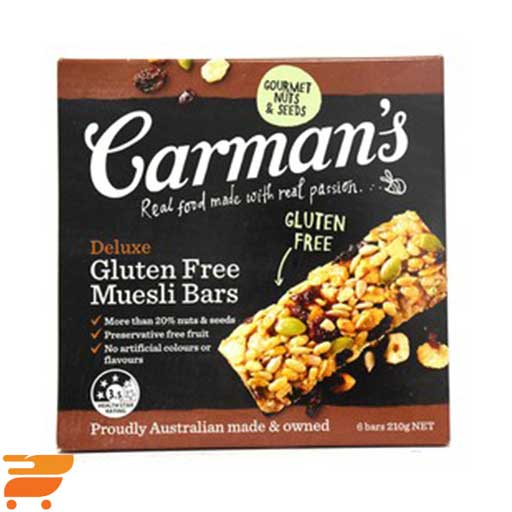 GOURMET
NUTS
& SEEDS
Carman's
Real food made with real passion...
GLUTEN
FREE
Deluxe
Gluten Free
Muesli Bars
✓ More than 20% nuts & seeds
✓ Preservative free fruit
✓ No artificial colours or
flavours
3.5
HEALTH STAR
RATING
Proudly Australian made & owned
6 bars 210g NET